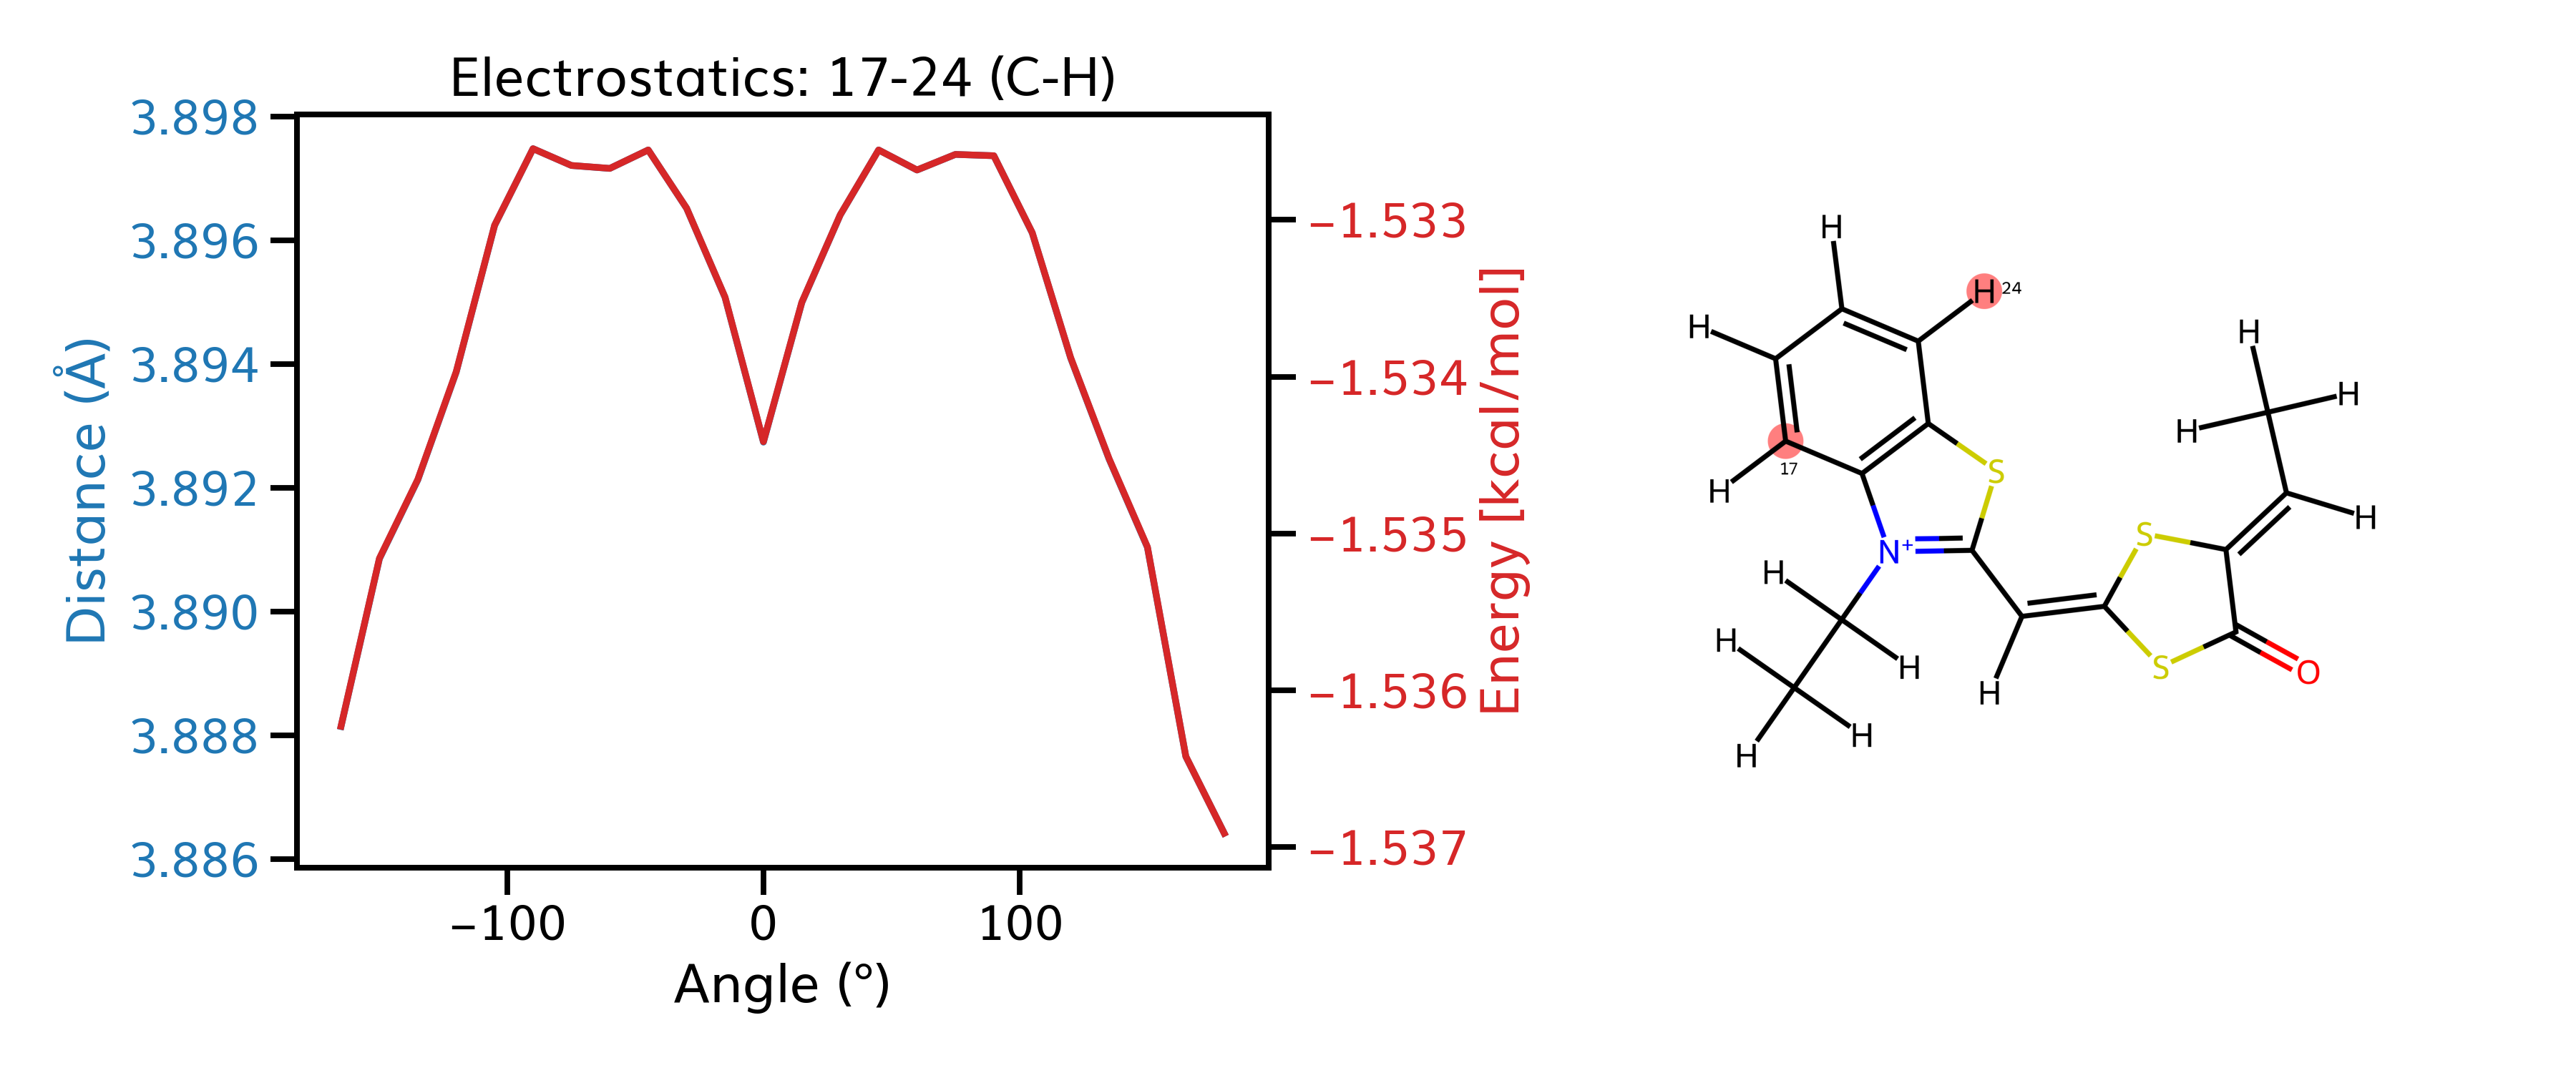 Electrostatics: 17-24 (C-H)
3.898
3.896
3.894
3.892
3.890
3.888
3.886
Distance (Å)
−100
0
100
Angle (°)
−1.533
−1.534
−1.535
−1.536
−1.537
Energy [kcal/mol]
H
H 24
H
H
H
H
17
S
H
S
H
N+
H
H
H
S
O
H
H
H